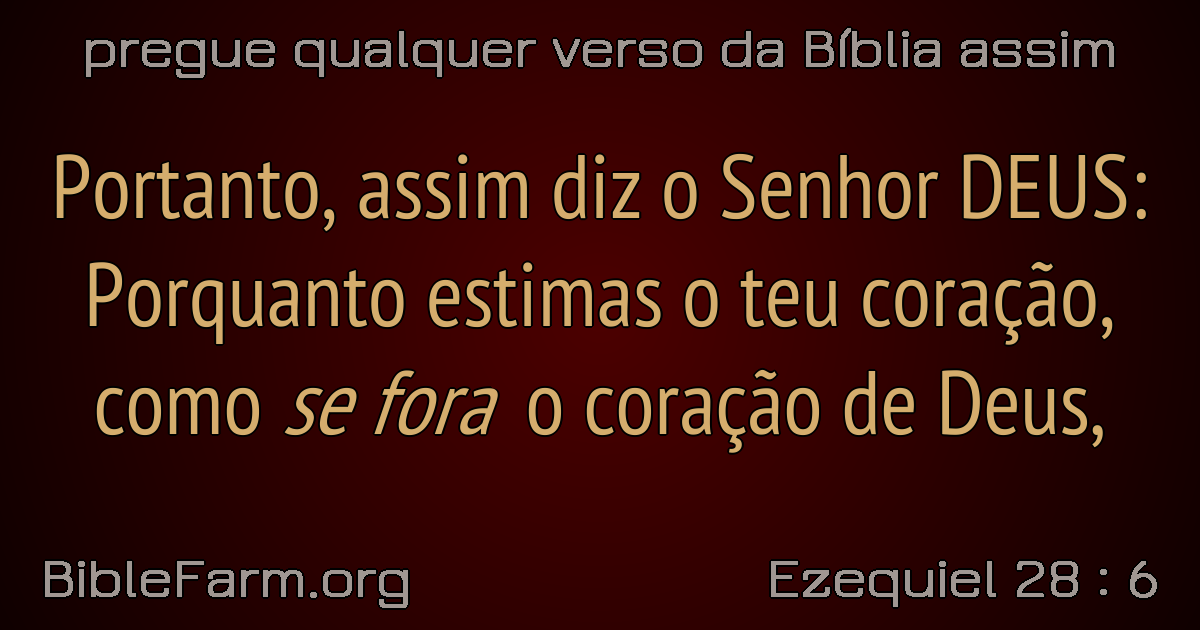 pregue qualquer verso da Bíblia assim
Portanto, assim diz o Senhor DEUS:
Porquanto estimas o teu coração,
como se fora o coração de Deus,
BibleFarm.org
Ezequiel 28 : 6